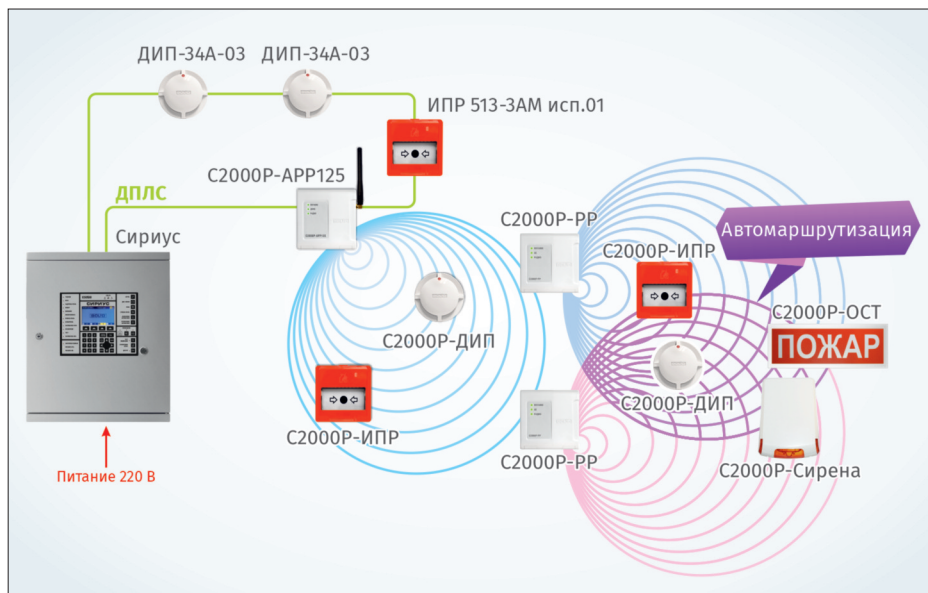 ДИП-34А-03
ДИП-34А-03
ИПР 513-3АМ исп.01
С2000Р-АРР125
ДПЛС
Сириус
С2000Р-РР
Автомаршрутизация
С2000Р-ИПР
С2000Р-ОСТ
ПОЖАР
С2000Р-ДИП
С2000Р-ДИП
С2000Р-ИПР
С2000Р-РР
С2000Р-Сирена
Питание 220 В